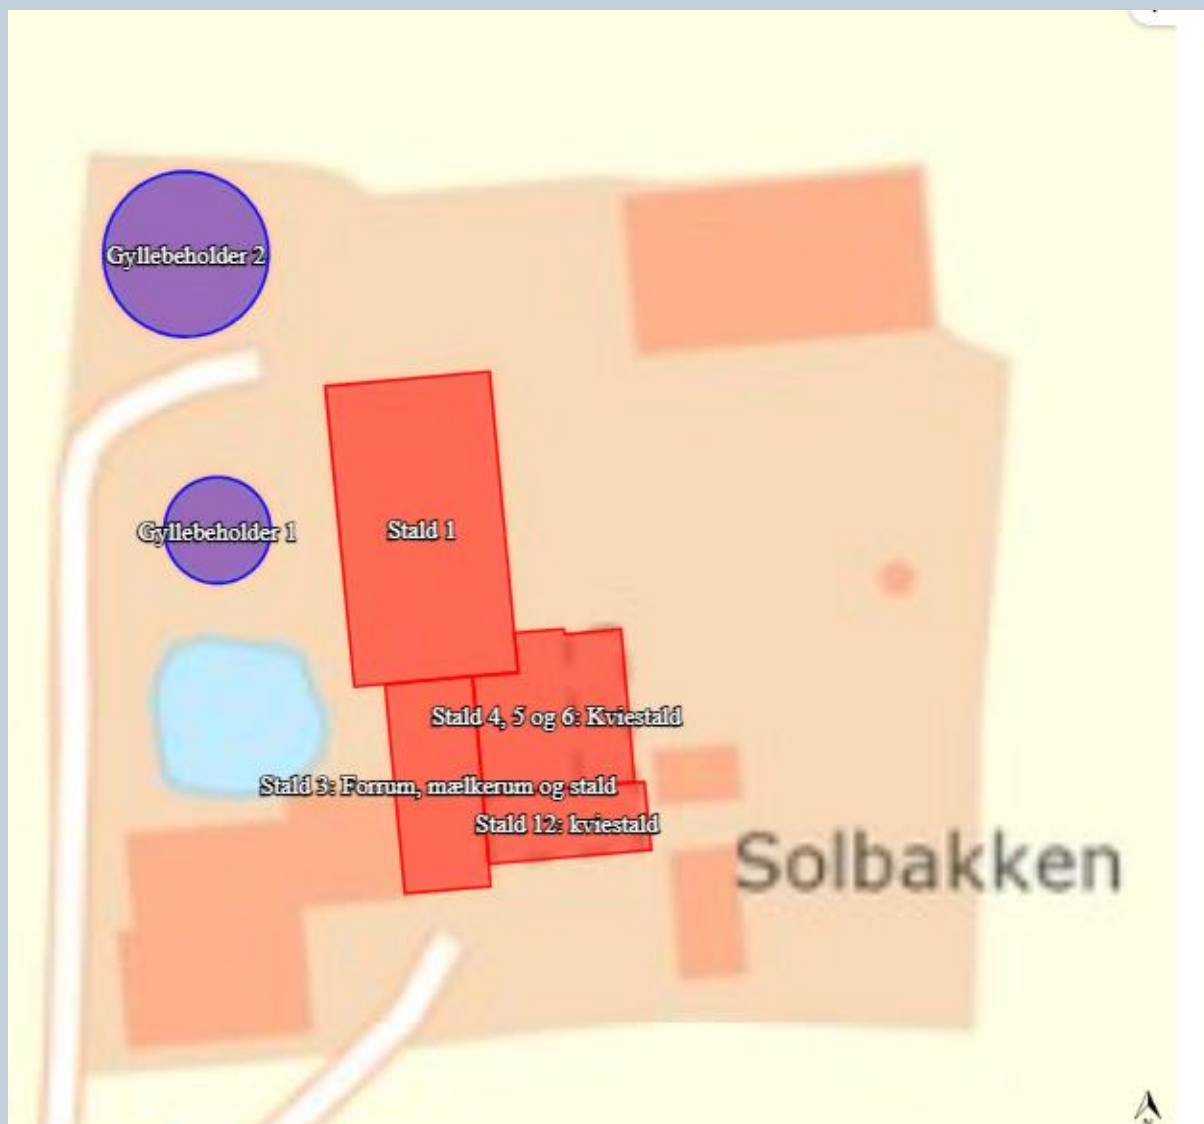 Gyllebeholder 2
Gyllebeholder 1
Stald 1
Stald 4, 5 og 6: Kviestald
Stald 3: Forrum, mælkerum og stald
Stald 12: kviestald
Solbakken